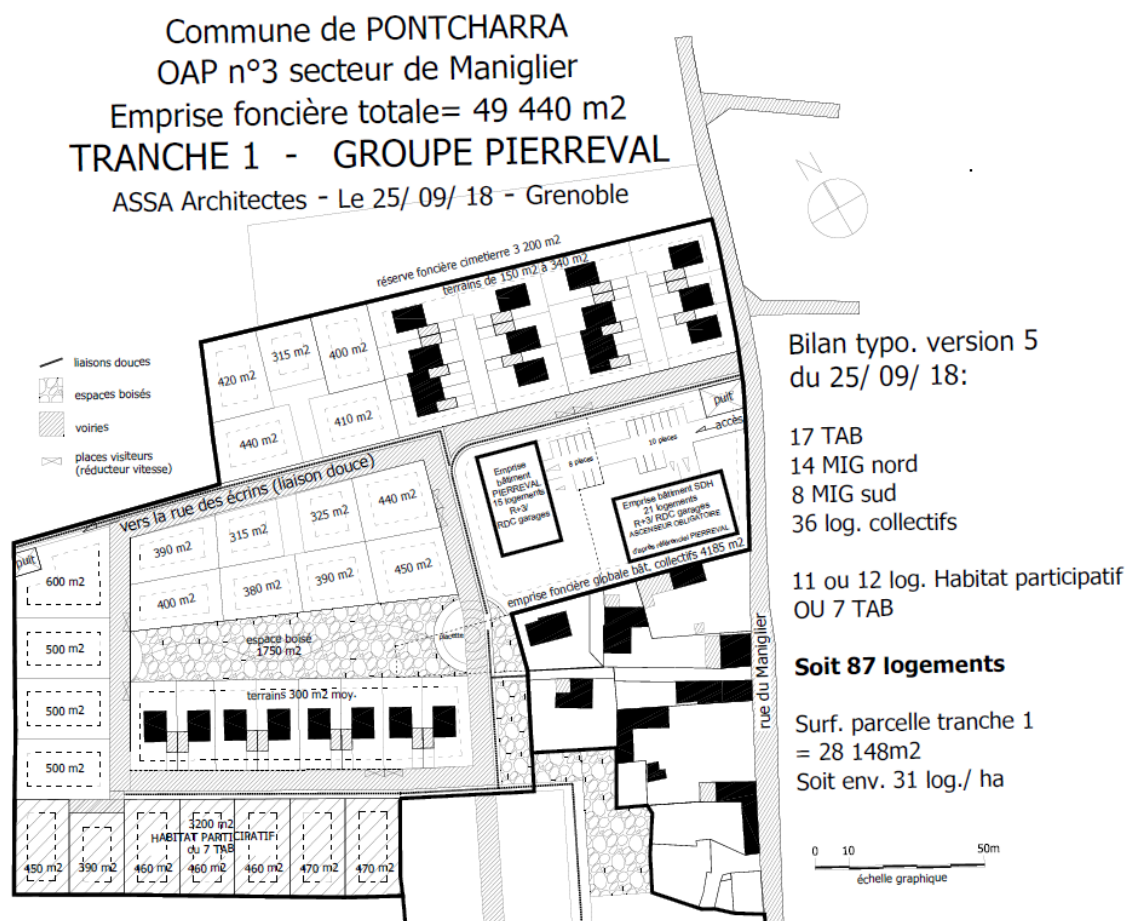 Commune de PONTCHARRA
OAP n°3 secteur de Maniglier
Emprise foncière totale= 49 440 m2
TRANCHE 1 - GROUPE PIERREVAL
ASSA Architectes - Le 25/ 09/ 18 - Grenoble
N
réserve foncière cimetierre 3 200 m2
terrains de 150 m2 à 340 m2
420 m2
315 m2
400 m2
440 m2
410 m2
liaisons douces
espaces boisés
voiries
places visiteurs
(réducteur vitesse)
vers la rue des écrins (liaison douce)
puit
accès
10 places
8 places
Emprise
bâtiment
PIERREVAL
15 logements
R+3/
RDC garages
Emprise bâtiment SDH
21 logements
R+3/ RDC garages
ASCENSEUR OBLIGATOIRE
d'après référenciel PIERREVAL
emprise foncière globale bât. collectifs 4185 m2
390 m2
315 m2
325 m2
440 m2
400 m2
380 m2
390 m2
450 m2
puit
600 m2
500 m2
500 m2
500 m2
espace boisé
1750 m2
placette
terrains 300 m2 moy.
3200 m2
HABITAT PARTICIRATIF
ou 7 TAB
450 m2
390 m2
460 m2
460 m2
460 m2
470 m2
470 m2
rue du Maniglier
Bilan typo. version 5
du 25/ 09/ 18:
17 TAB
14 MIG nord
8 MIG sud
36 log. collectifs
11 ou 12 log. Habitat participatif
OU 7 TAB
Soit 87 logements
Surf. parcelle tranche 1
= 28 148m2
Soit env. 31 log./ ha
0 10 50m
échelle graphique